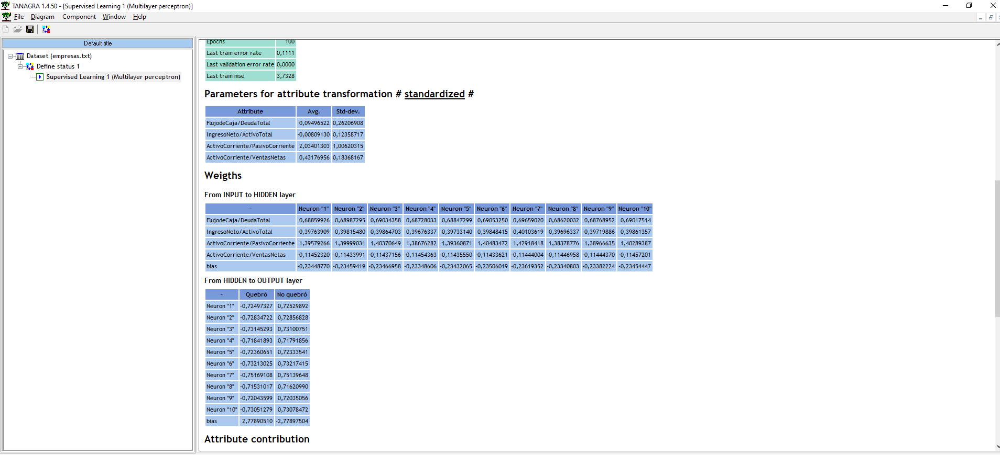 TANAGRA 1.4.50 - [Supervised Learning 1 (Multilayer perceptron)]
File Diagram Component Window Help
Default title
Dataset (empresas.txt)
Define status 1
Supervised Learning 1 (Multilayer perceptron)
Epochs 100
Last train error rate 0,1111
Last validation error rate 0,0000
Last train mse 3,7328
Parameters for attribute transformation # standardized #
Attribute Avg. Std-dev.
FlujodeCaja/DeudaTotal 0,09496522 0,26206908
IngresoNeto/ActivoTotal -0,00809130 0,12358717
ActivoCorriente/PasivoCorriente 2,03401303 1,00620315
ActivoCorriente/VentasNetas 0,43176956 0,18368167
Weigths
From INPUT to HIDDEN layer
- Neuron "1" Neuron "2" Neuron "3" Neuron "4" Neuron "5" Neuron "6" Neuron "7" Neuron "8" Neuron "9" Neuron "10"
FlujodeCaja/DeudaTotal 0,68859926 0,68987295 0,69034358 0,68728033 0,68847299 0,69053250 0,69659020 0,68620032 0,68768952 0,69017514
IngresoNeto/ActivoTotal 0,39763909 0,39815480 0,39864703 0,39676337 0,39733140 0,39848415 0,40103619 0,39696337 0,39719886 0,39861357
ActivoCorriente/PasivoCorriente 1,39579266 1,39999031 1,40370649 1,38676282 1,39360871 1,40483472 1,42918418 1,38378776 1,38966635 1,40289387
ActivoCorriente/VentasNetas -0,11452320 -0,11433991 -0,11437156 -0,11454363 -0,11435550 -0,11433621 -0,11444004 -0,11446958 -0,11444370 -0,11457201
bias -0,23448770 -0,23459419 -0,23466958 -0,23348606 -0,23432065 -0,23506019 -0,23619352 -0,23340803 -0,23382224 -0,23454447
From HIDDEN to OUTPUT layer
- Quebró No quebró
Neuron "1" -0,72497327 0,72529892
Neuron "2" -0,72834722 0,72856828
Neuron "3" -0,73145293 0,73100751
Neuron "4" -0,71841893 0,71791856
Neuron "5" -0,72360651 0,72333541
Neuron "6" -0,73213025 0,73217415
Neuron "7" -0,75169108 0,75139648
Neuron "8" -0,71531017 0,71620990
Neuron "9" -0,72043599 0,72035056
Neuron "10" -0,73051279 0,73078472
bias 2,77890510 -2,77897504
Attribute contribution